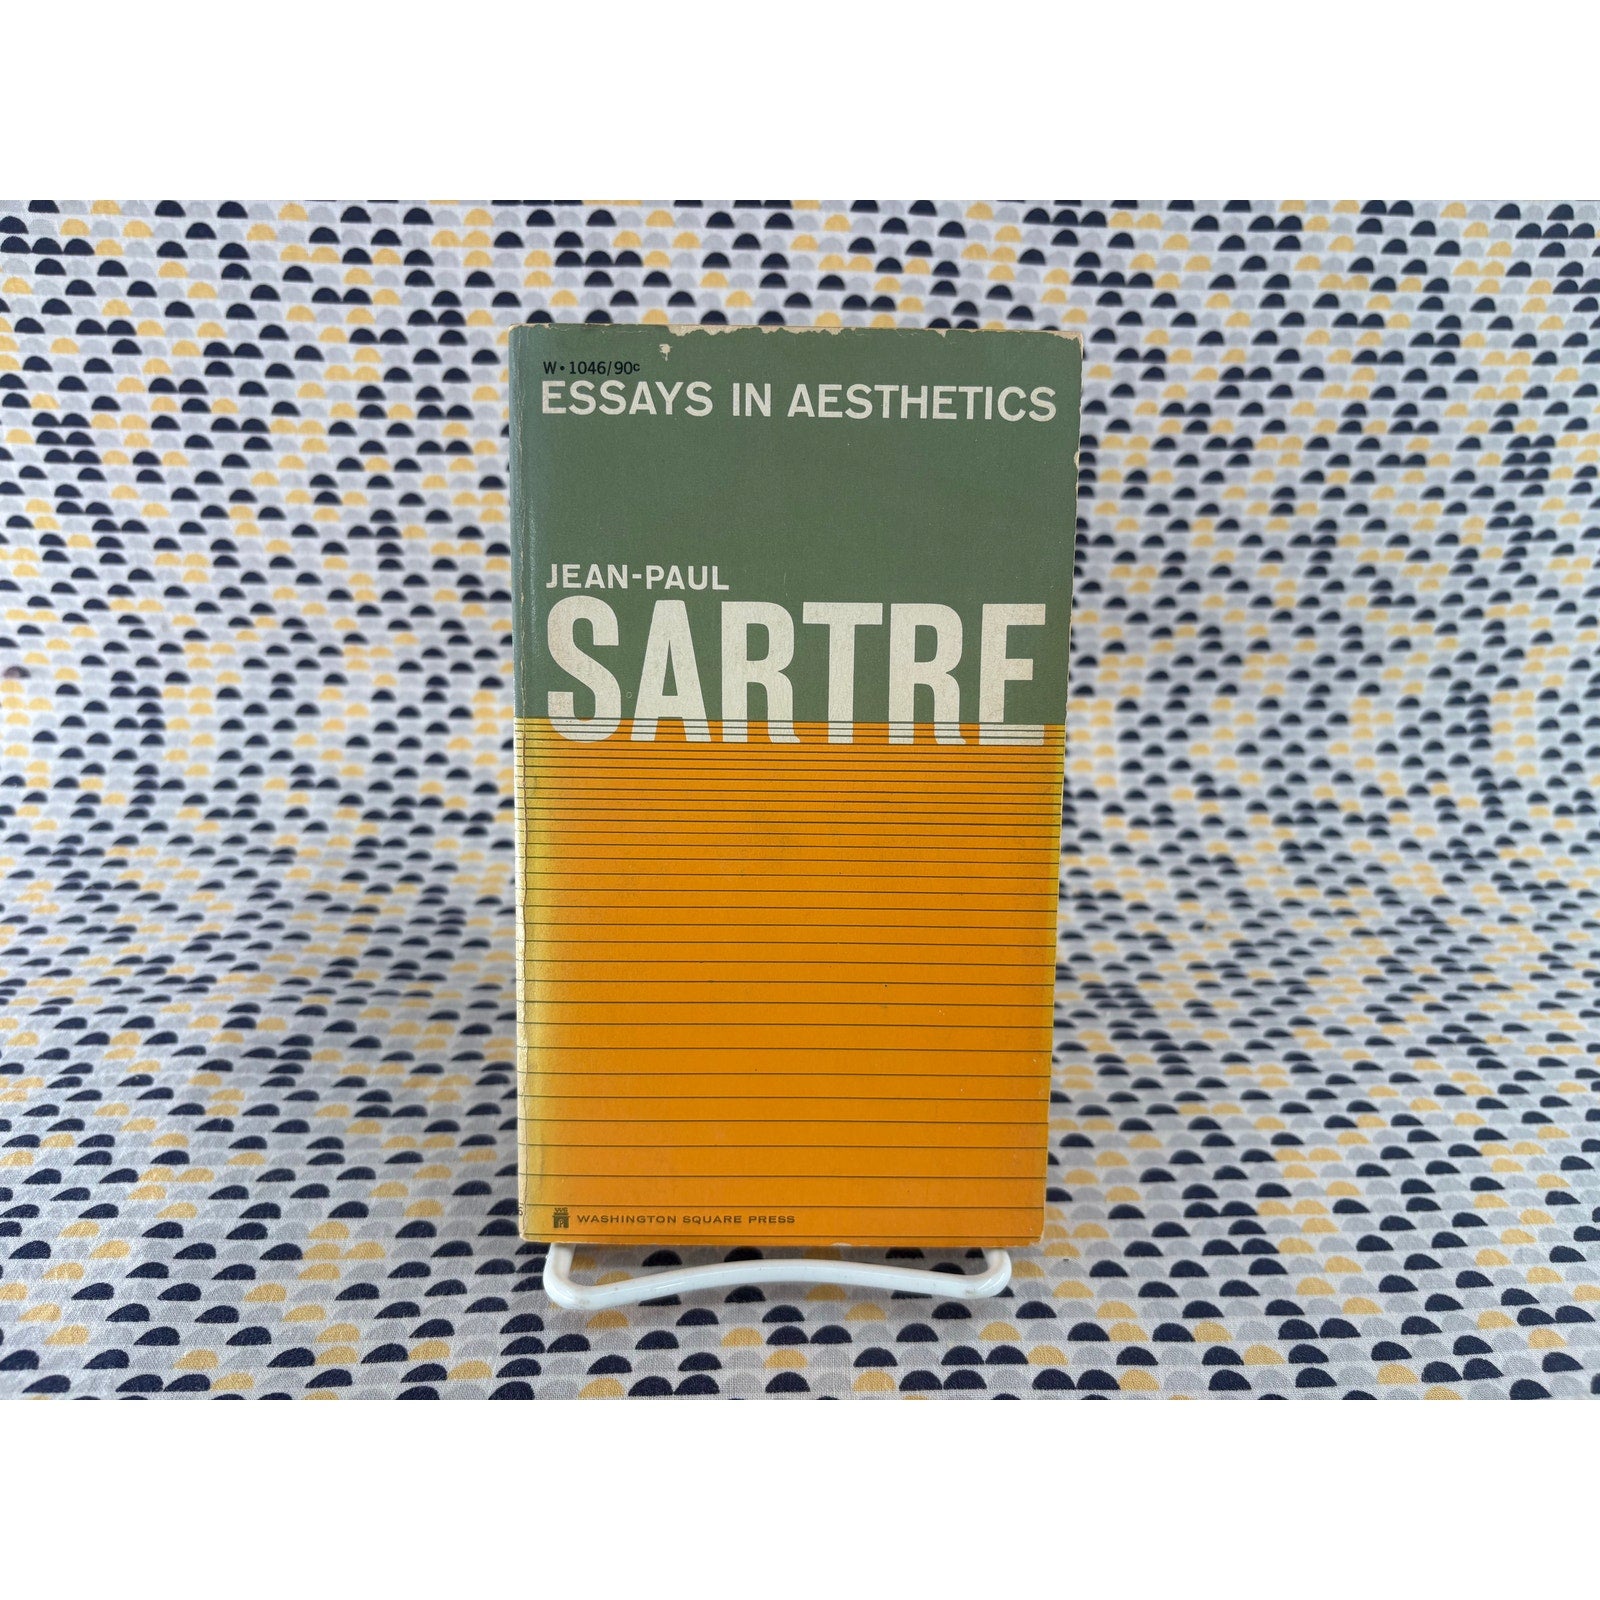 W•1046/90c
ESSAYS IN AESTHETICS
JEAN-PAUL
SARTRE
WASHINGTON SQUARE PRESS